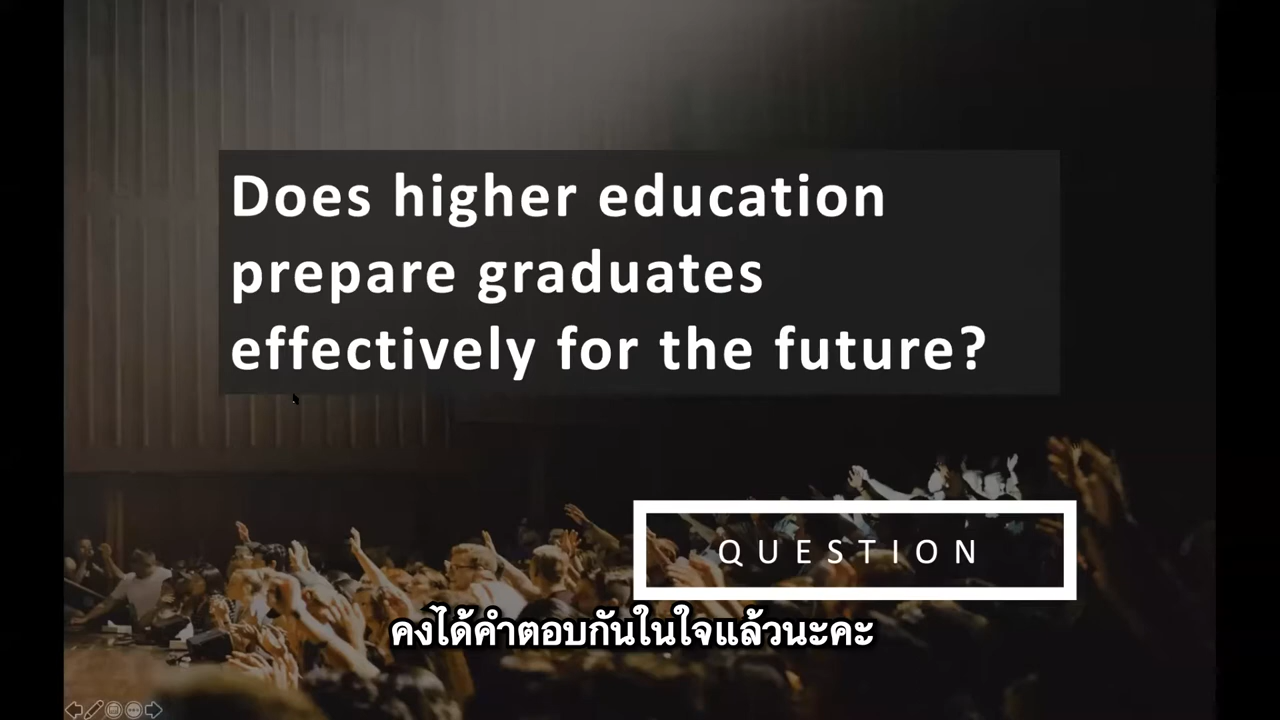 Does higher education
prepare graduates
effectively for the future?
QUESTION
คงได้คำตอบกันในใจแล้วนะคะ